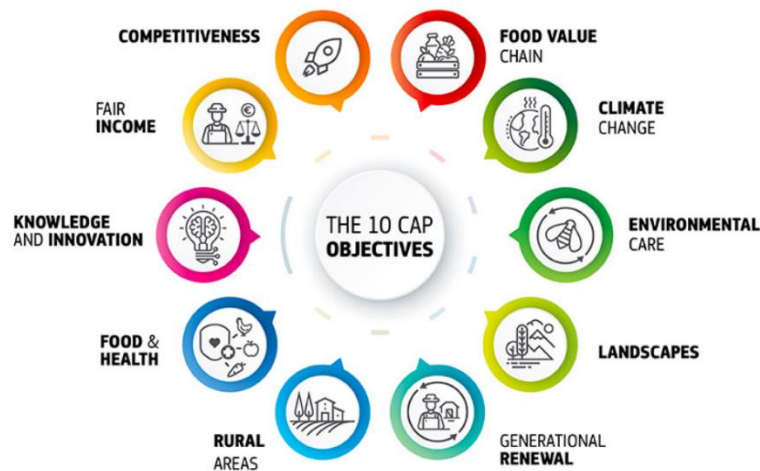 COMPETITIVENESS
FOOD VALUE
CHAIN
FAIR
INCOME
€
CLIMATE
CHANGE
KNOWLEDGE
AND INNOVATION
THE 10 CAP
OBJECTIVES
ENVIRONMENTAL
CARE
FOOD &
HEALTH
LANDSCAPES
RURAL
AREAS
GENERATIONAL
RENEWAL